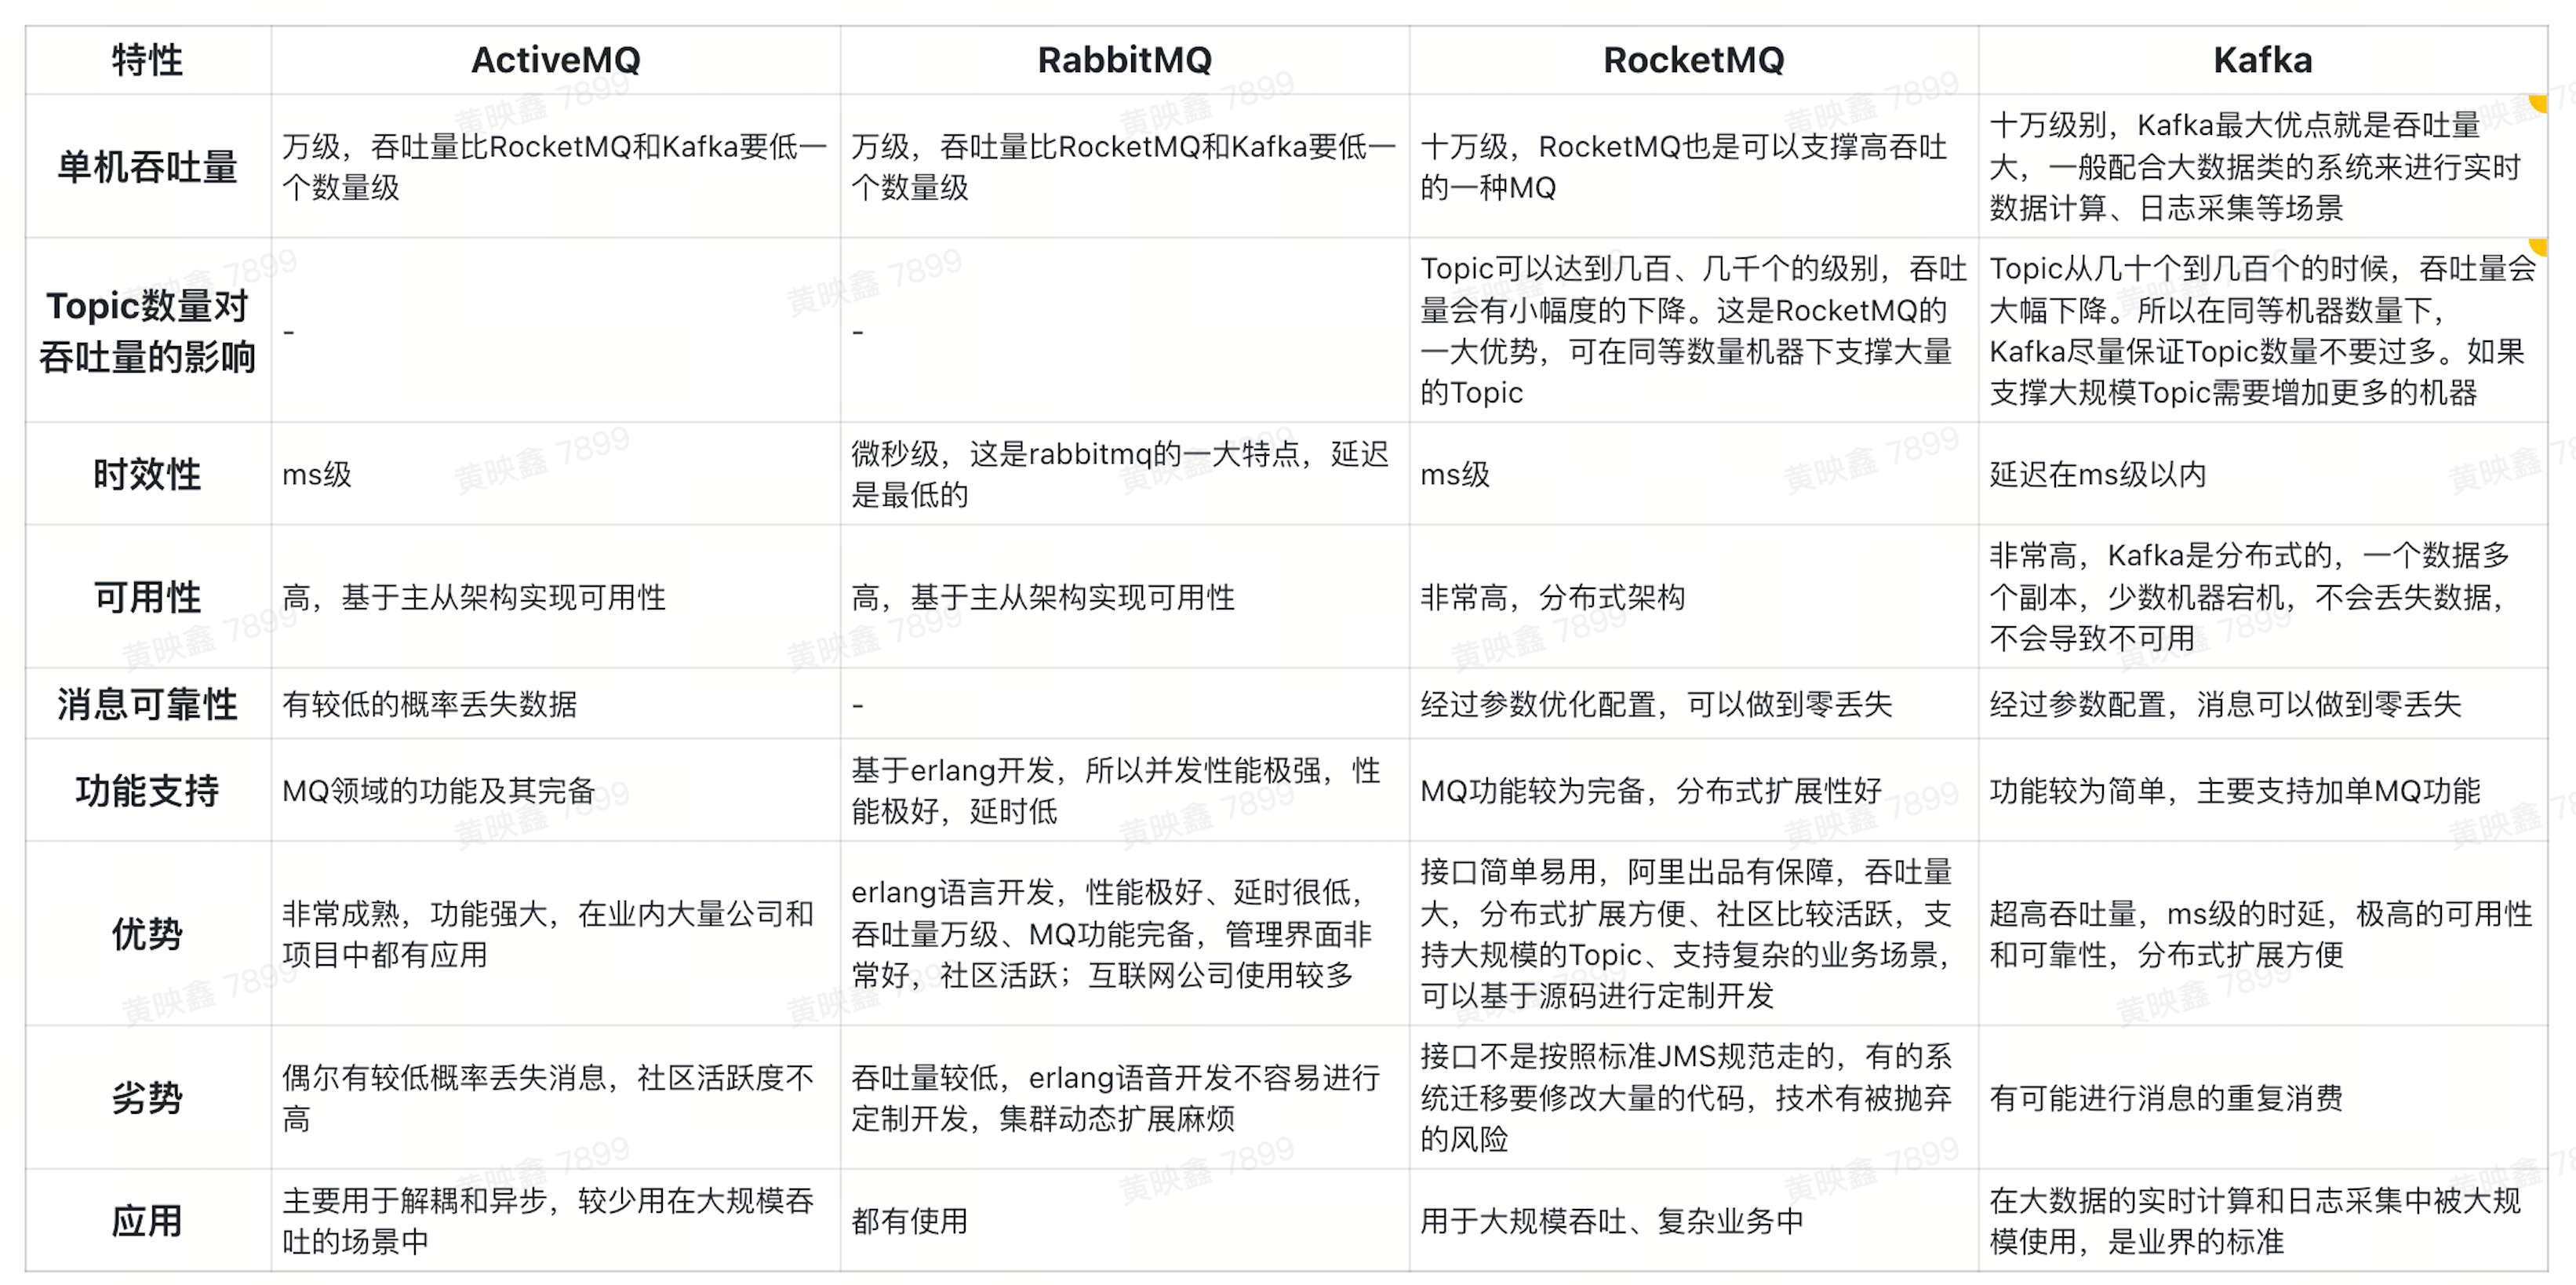 特性 ActiveMQ RabbitMQ RocketMQ Kafka
单机吞吐量
万级，吞吐量比RocketMQ和Kafka要低一
个数量级
万级，吞吐量比RocketMQ和Kafka要低一
个数量级
十万级，RocketMQ也是可以支撑高吞吐
的一种MQ
十万级别，Kafka最大优点就是吞吐量
大，一般配合大数据类的系统来进行实时
数据计算、日志采集等场景
Topic数量对
吞吐量的影响
-
-
Topic可以达到几百、几千个的级别，吞吐
量会有小幅度的下降。这是RocketMQ的
一大优势，可在同等数量机器下支撑大量
的Topic
Topic从几十个到几百个的时候，吞吐量会
大幅下降。所以在同等机器数量下，
Kafka尽量保证Topic数量不要过多。如果
支撑大规模Topic需要增加更多的机器
时效性
ms级
微秒级，这是rabbitmq的一大特点，延迟
是最低的
ms级
延迟在ms级以内
可用性
高，基于主从架构实现可用性
高，基于主从架构实现可用性
非常高，分布式架构
非常高，Kafka是分布式的，一个数据多
个副本，少数机器宕机，不会丢失数据，
不会导致不可用
消息可靠性
有较低的概率丢失数据
-
经过参数优化配置，可以做到零丢失
经过参数配置，消息可以做到零丢失
功能支持
MQ领域的功能及其完备
基于erlang开发，所以并发性能极强，性
能极好，延时低
MQ功能较为完备，分布式扩展性好
功能较为简单，主要支持加单MQ功能
优势
非常成熟，功能强大，在业内大量公司和
项目中都有应用
erlang语言开发，性能极好、延时很低，
吞吐量万级、MQ功能完备，管理界面非
常好，社区活跃；互联网公司使用较多
接口简单易用，阿里出品有保障，吞吐量
大，分布式扩展方便、社区比较活跃，支
持大规模的Topic、支持复杂的业务场景，
可以基于源码进行定制开发
超高吞吐量，ms级的时延，极高的可用性
和可靠性，分布式扩展方便
劣势
偶尔有较低概率丢失消息，社区活跃度不
高
吞吐量较低，erlang语音开发不容易进行
定制开发，集群动态扩展麻烦
接口不是按照标准JMS规范走的，有的系
统迁移要修改大量的代码，技术有被抛弃
的风险
有可能进行消息的重复消费
应用
主要用于解耦和异步，较少用在大规模吞
吐的场景中
都有使用
用于大规模吞吐、复杂业务中
在大数据的实时计算和日志采集中被大规
模使用，是业界的标准
黄映鑫 7899